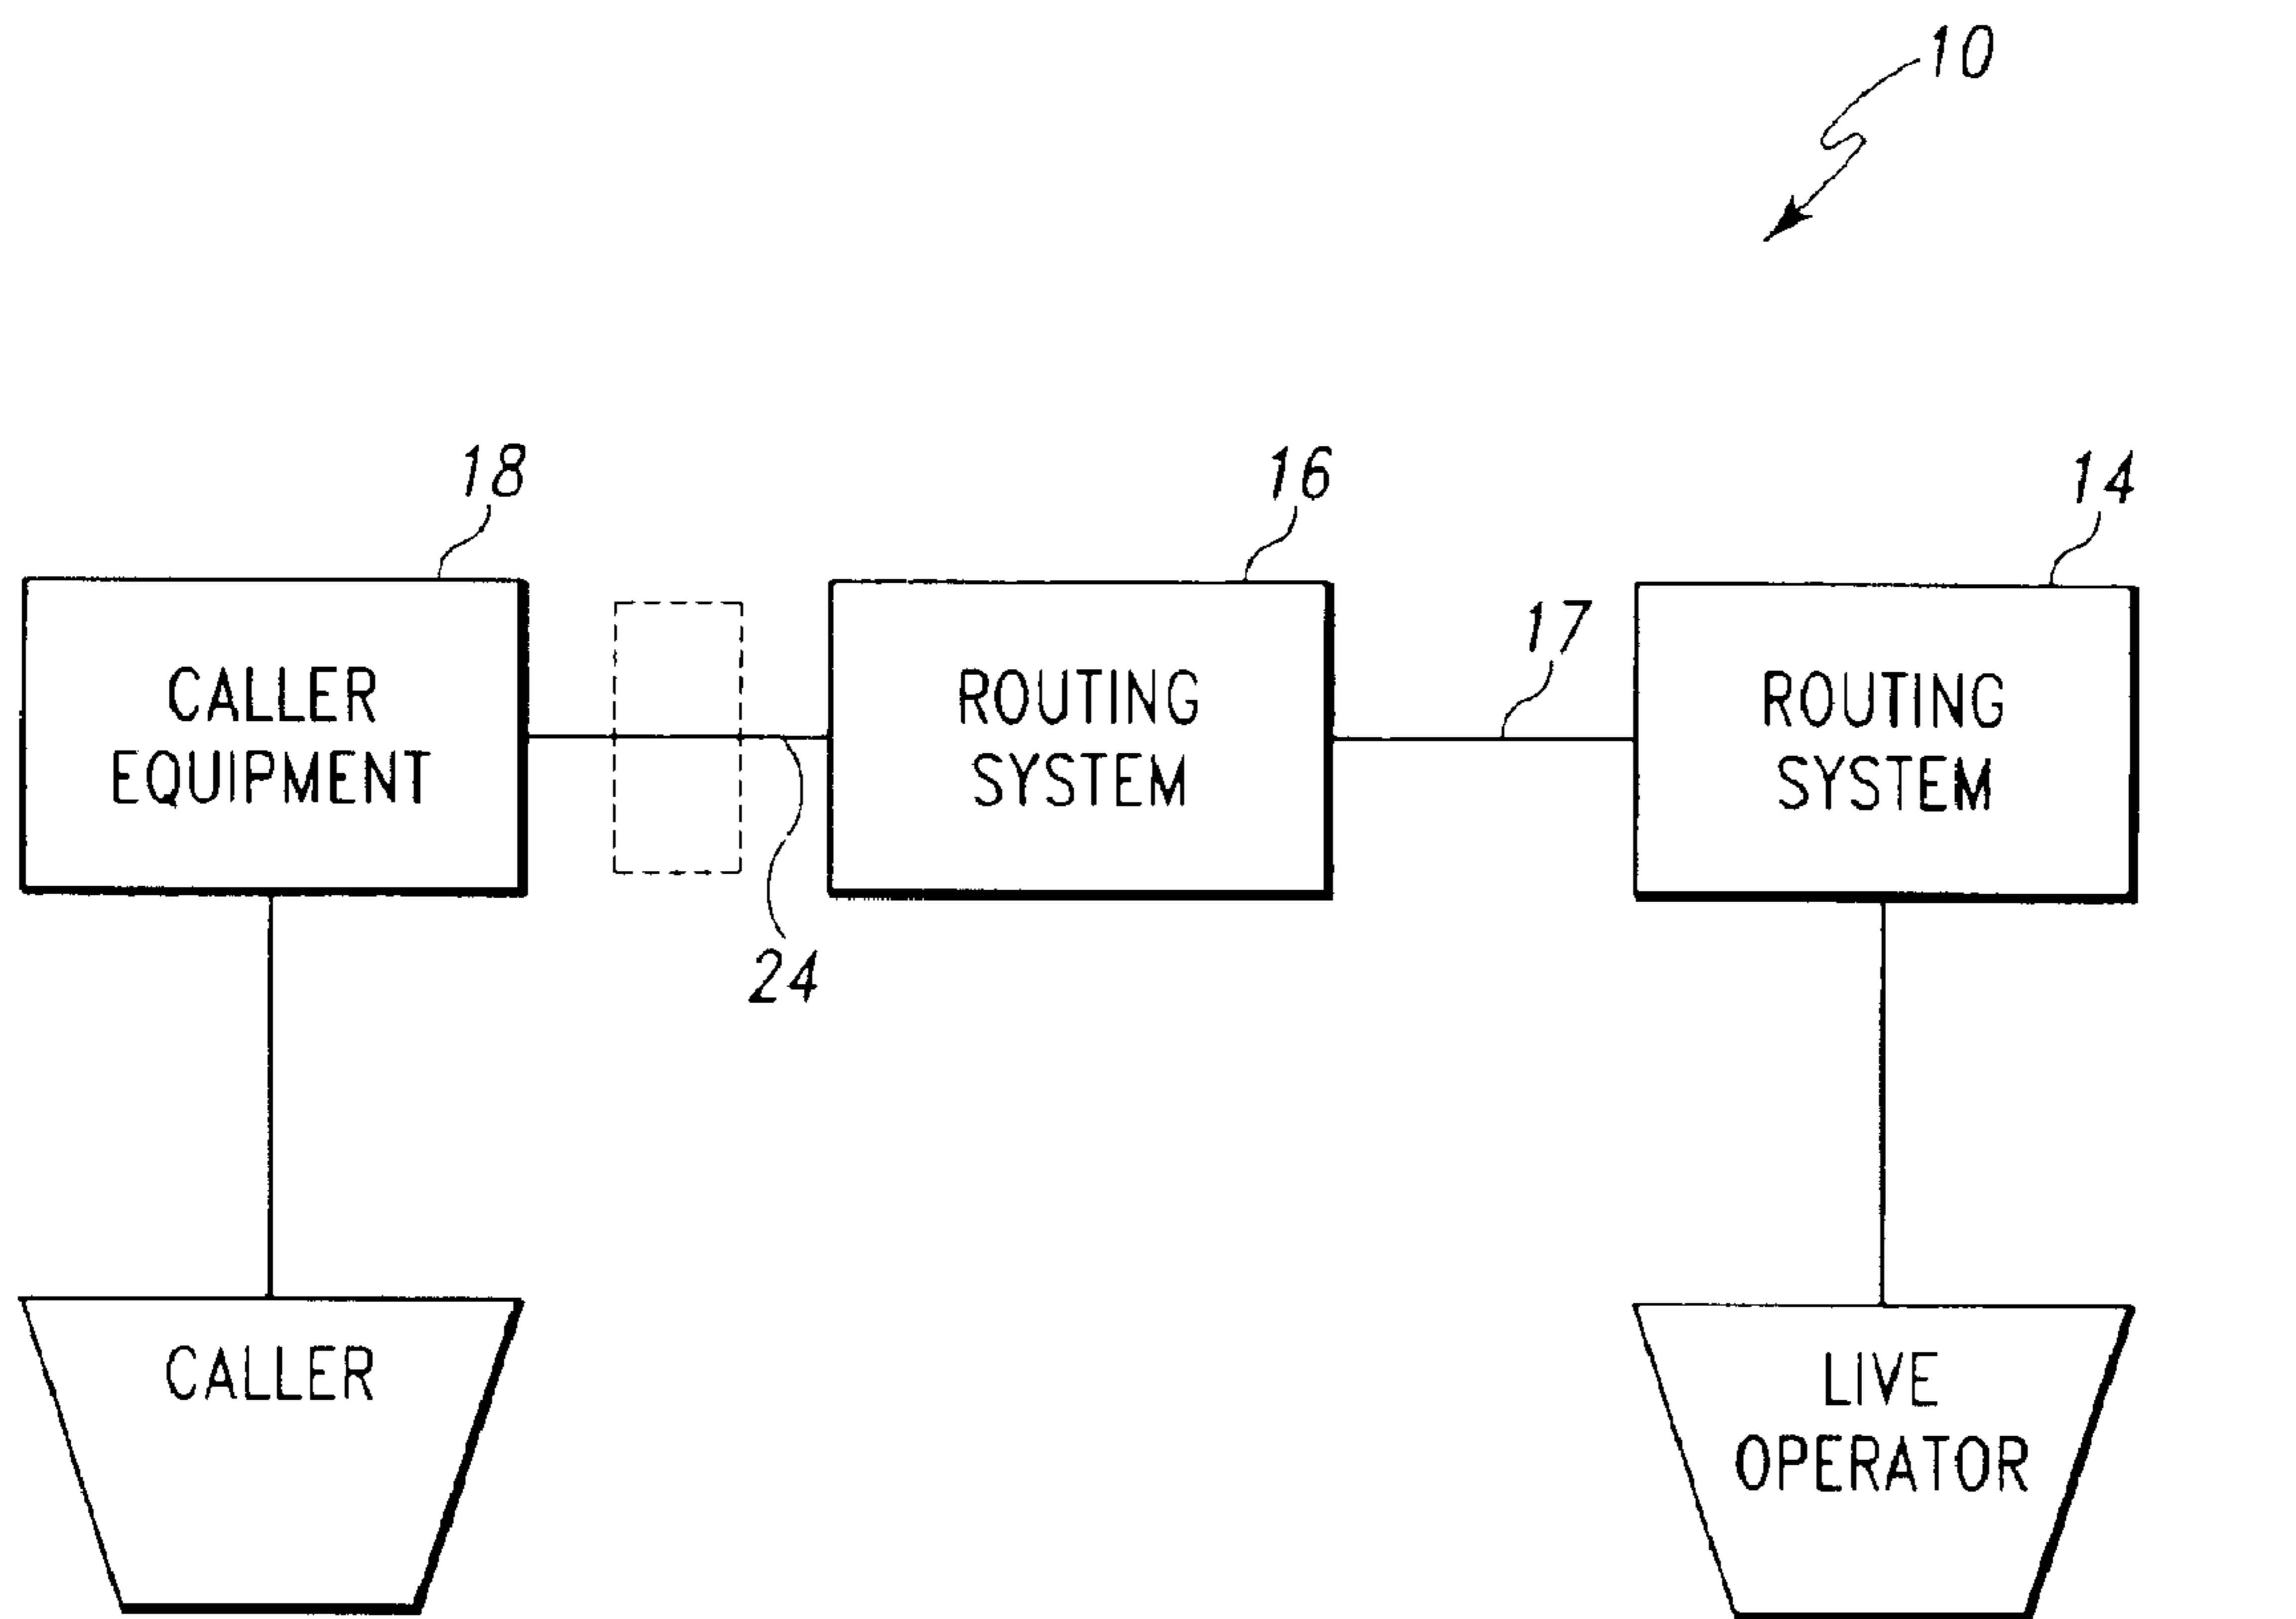 10
18
16
14
17
CALLER
EQUIPMENT
ROUTING
SYSTEM
ROUTING
SYSTEM
24
CALLER
LIVE
OPERATOR